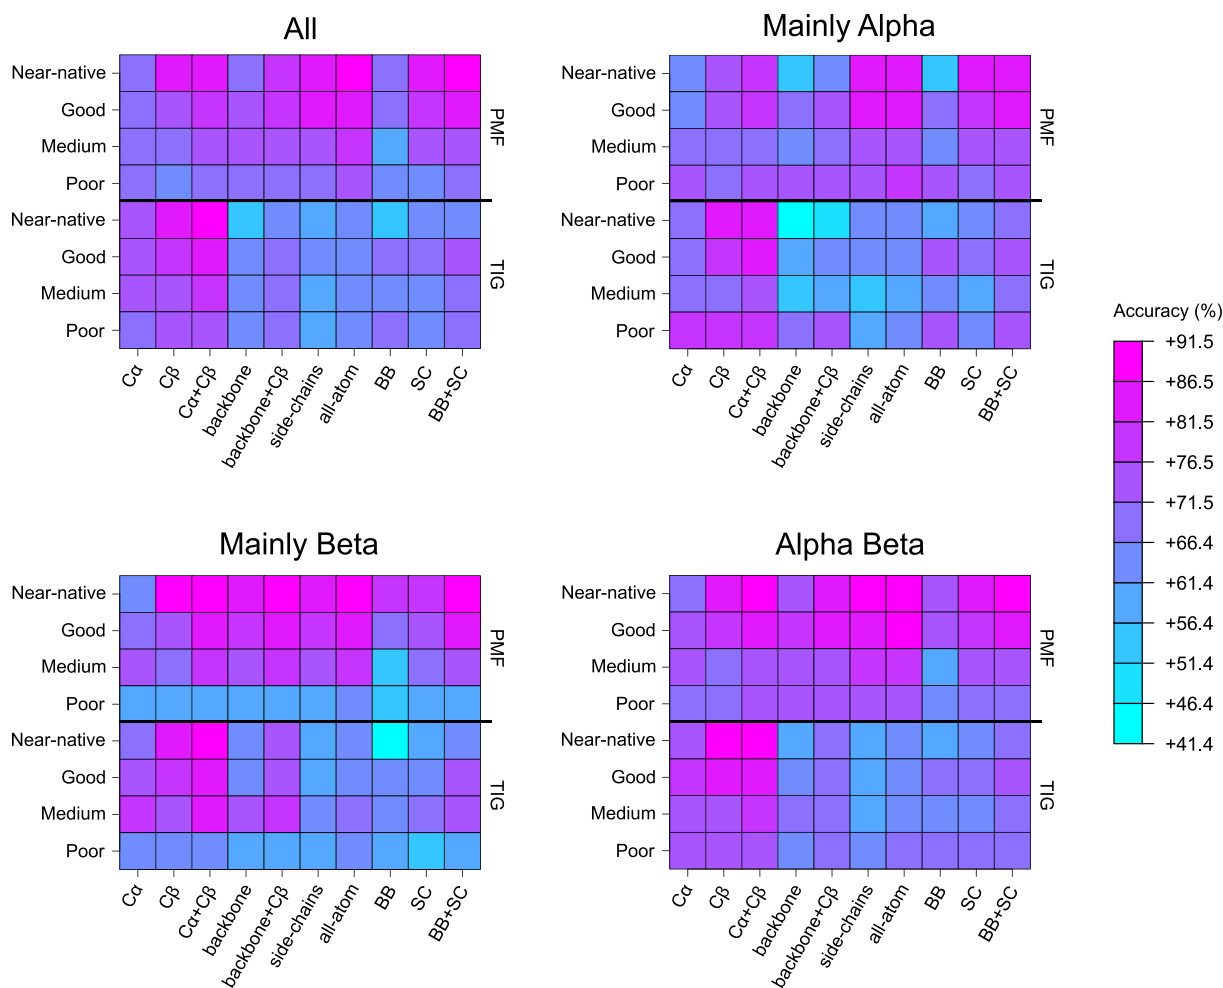 All
Near-native
Good
Medium
Poor
PMF
Near-native
Good
Medium
Poor
TIG
Cα
Cβ
Cα+Cβ
backbone
backbone+Cβ
side-chains
all-atom
BB
SC
BB+SC
Mainly Alpha
Near-native
Good
Medium
Poor
PMF
Near-native
Good
Medium
Poor
TIG
Cα
Cβ
Cα+Cβ
backbone
backbone+Cβ
side-chains
all-atom
BB
SC
BB+SC
Mainly Beta
Near-native
Good
Medium
Poor
PMF
Near-native
Good
Medium
Poor
TIG
Cα
Cβ
Cα+Cβ
backbone
backbone+Cβ
side-chains
all-atom
BB
SC
BB+SC
Alpha Beta
Near-native
Good
Medium
Poor
PMF
Near-native
Good
Medium
Poor
TIG
Cα
Cβ
Cα+Cβ
backbone
backbone+Cβ
side-chains
all-atom
BB
SC
BB+SC
Accuracy (%)
+91.5
+86.5
+81.5
+76.5
+71.5
+66.4
+61.4
+56.4
+51.4
+46.4
+41.4